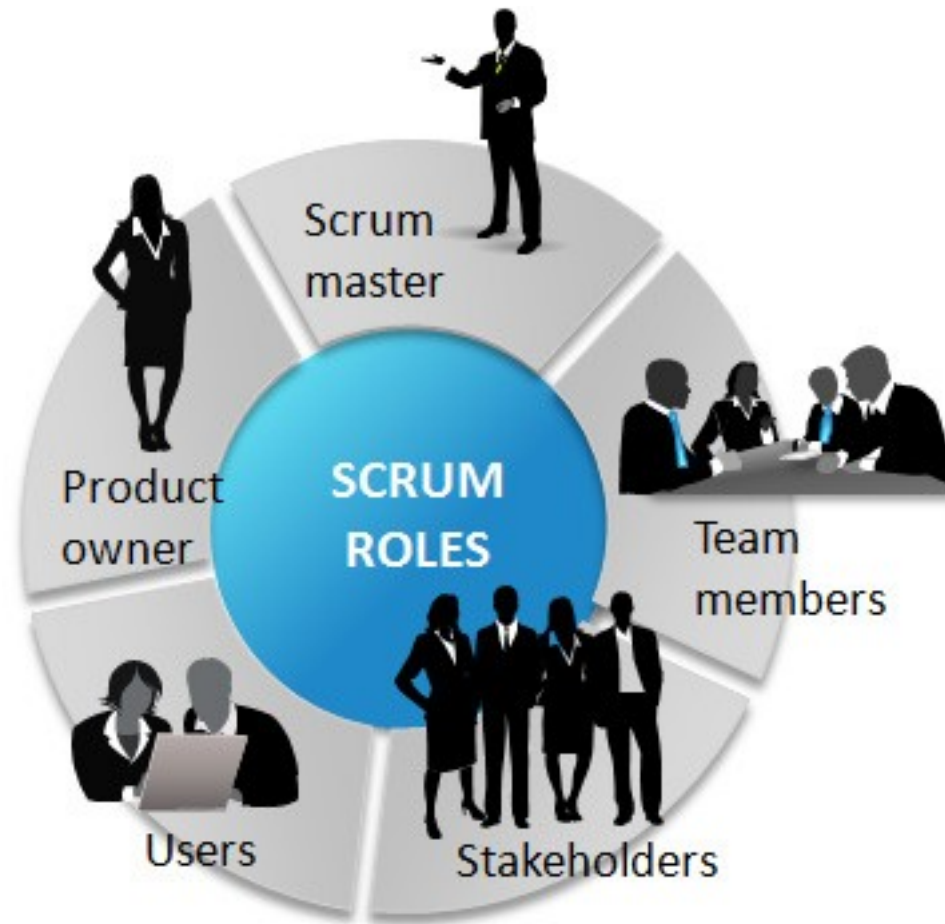 Scrum
master
Product
owner
SCRUM
ROLES
Team
members
Users
Stakeholders